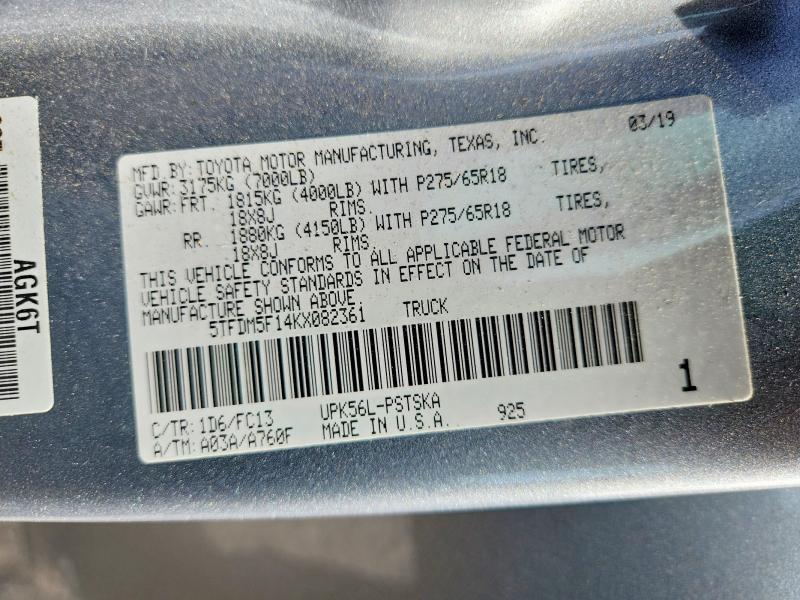 MFD.BY: TOYOTA MOTOR MANUFACTURING, TEXAS, INC. 03/19
GVWR: 3175KG (7000LB)
GAWR: FRT. 1815KG (4000LB) WITH P275/65R18 TIRES,
18X8J RIMS.
RR 1880KG (4150LB) WITH P275/65R18 TIRES,
18X8J RIMS.
THIS VEHICLE CONFORMS TO ALL APPLICABLE FEDERAL MOTOR
VEHICLE SAFETY STANDARDS IN EFFECT ON THE DATE OF
MANUFACTURE SHOWN ABOVE.
5TFDM5F14KX082361 TRUCK
1
C/TR: 1D6/FC13 UPK56L-PSTSKA
A/TM: A03A/A760F MADE IN U.S.A. 925
AGK6T